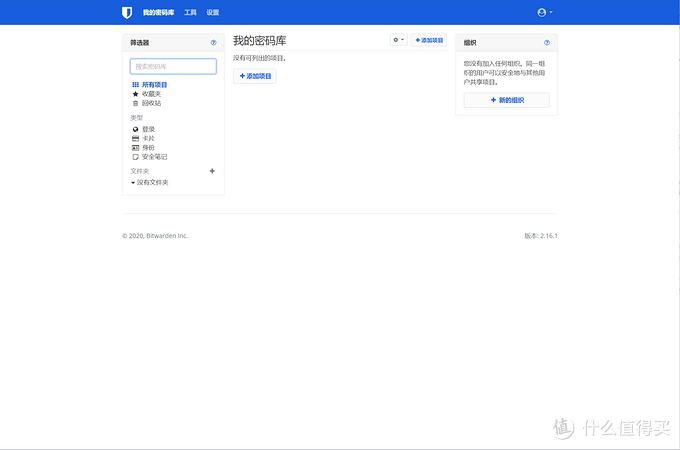 我的密码库 工具 设置
筛选器
搜索密码库
所有项目
收藏夹
回收站
类型
登录
卡片
身份
安全笔记
文件夹
没有文件夹
我的密码库
添加项目
没有可列出的项目。
添加项目
组织
您没有加入任何组织。同一组
织的用户可以安全地与其他用
户共享项目。
新的组织
© 2020, Bitwarden Inc.
版本: 2.16.1
值 什么值得买